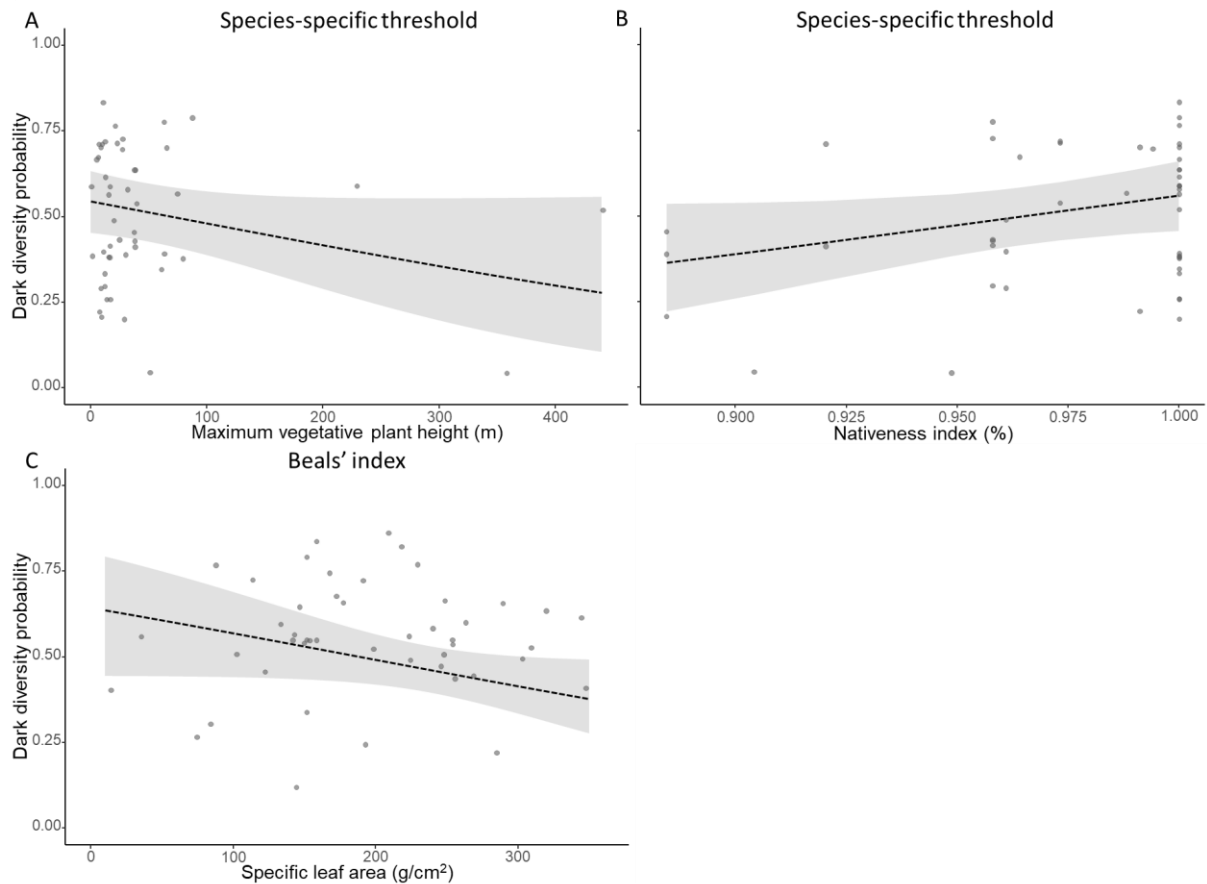 A
Species-specific threshold
1.00
0.75
0.50
0.25
0.00
Dark diversity probability
0
100
200
300
400
Maximum vegetative plant height (m)
B
Species-specific threshold
0.900
0.925
0.950
0.975
1.000
Nativeness index (%)
C
Beals’ index
1.00
0.75
0.50
0.25
0.00
Dark diversity probability
0
100
200
300
Specific leaf area (g/cm²)